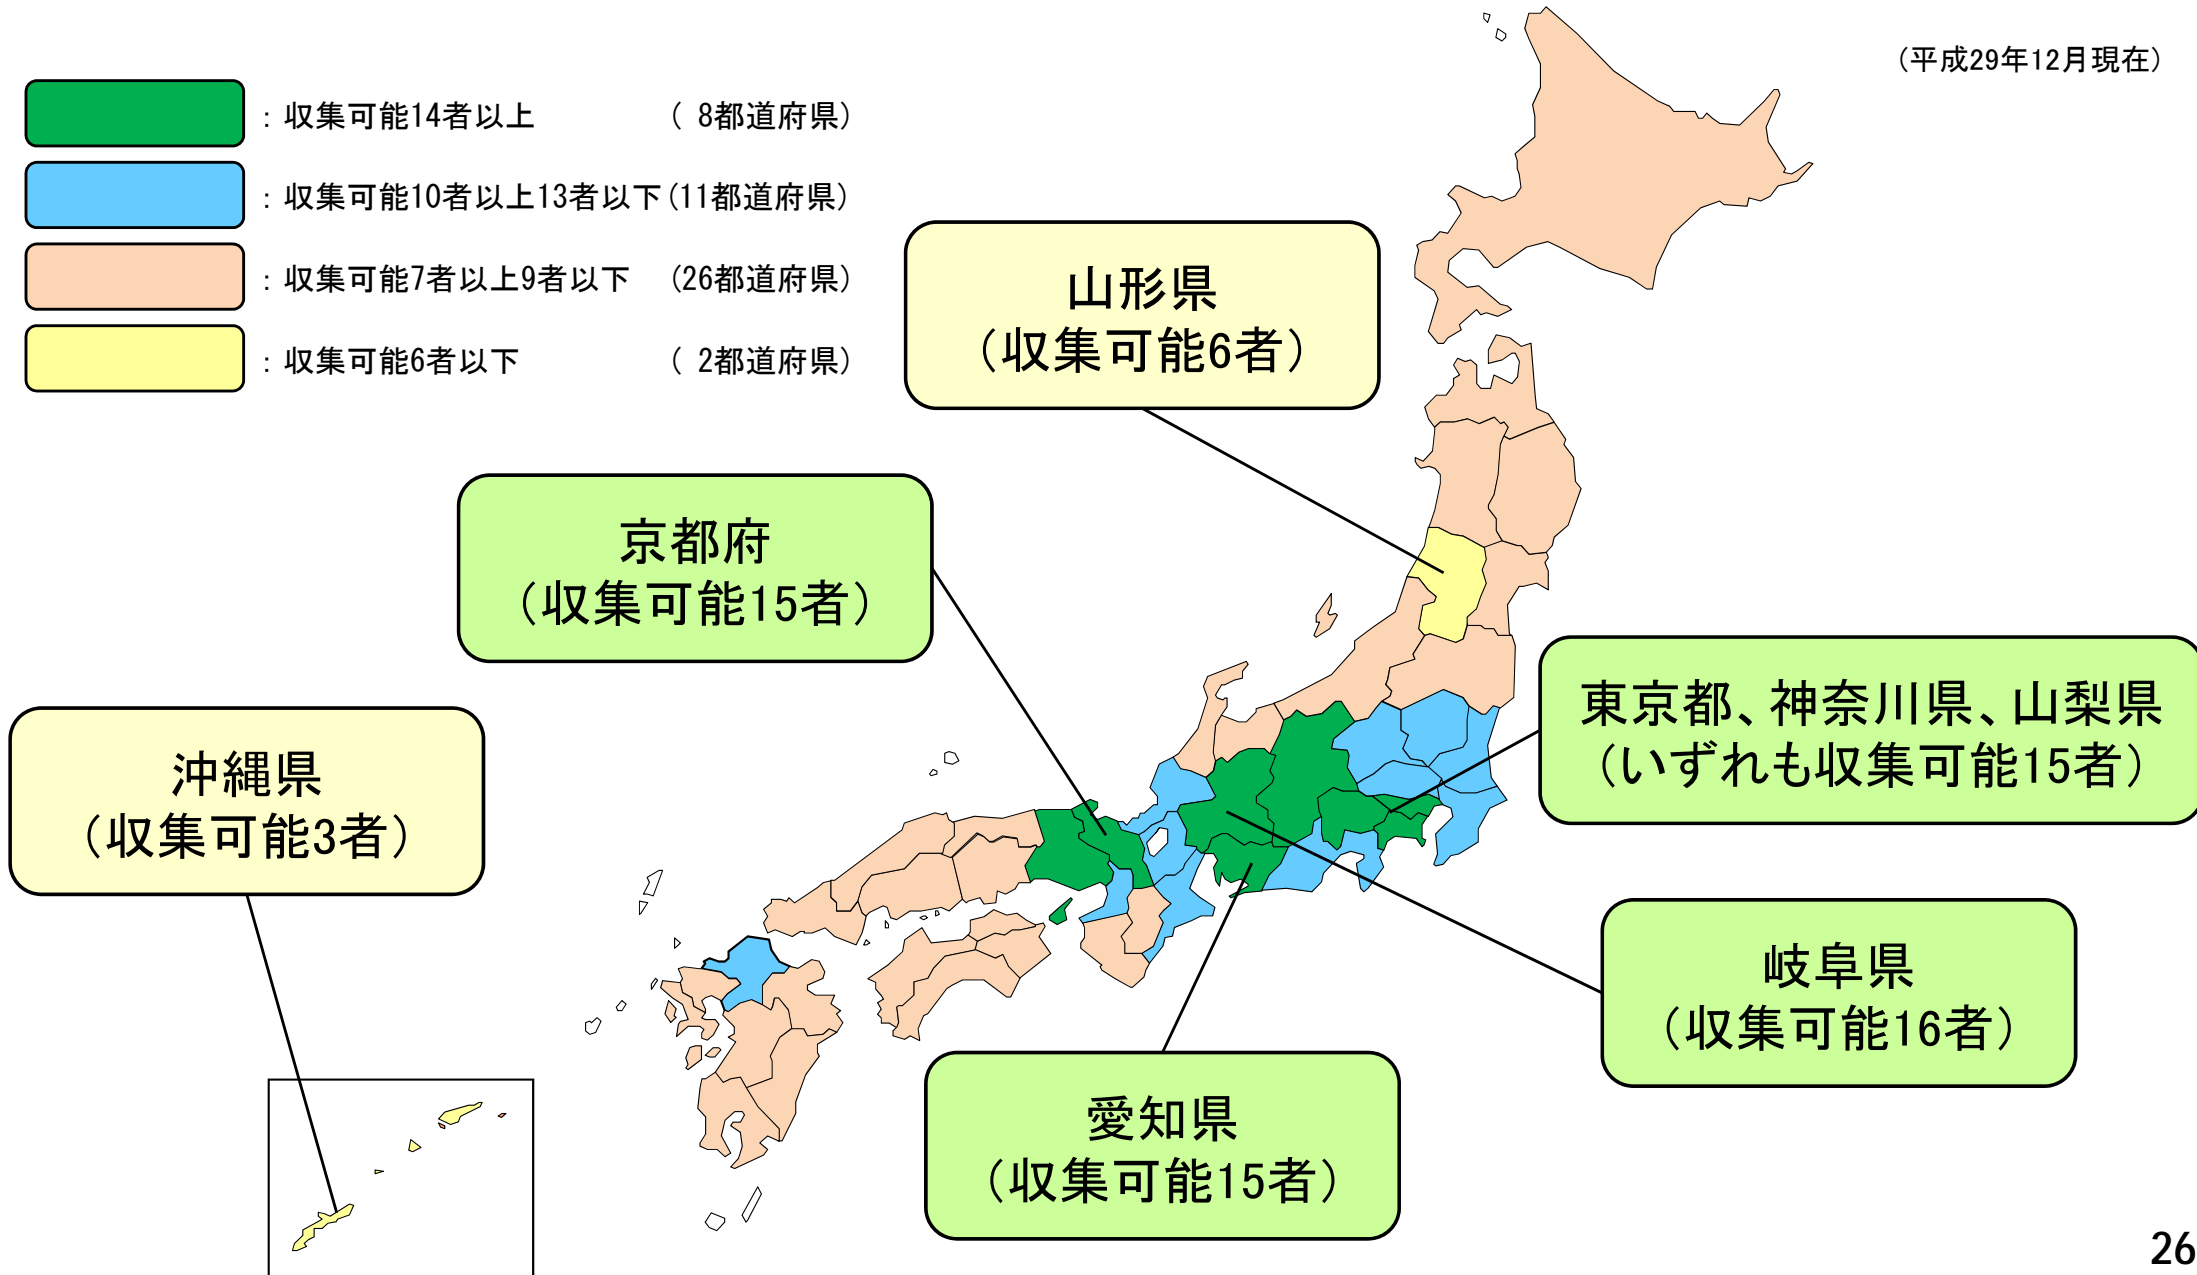 (平成29年12月現在)
：収集可能14者以上 ( 8都道府県)
：収集可能10者以上13者以下(11都道府県)
：収集可能7者以上9者以下 (26都道府県)
：収集可能6者以下 ( 2都道府県)
山形県
(収集可能6者)
京都府
(収集可能15者)
東京都、神奈川県、山梨県
(いずれも収集可能15者)
沖縄県
(収集可能3者)
岐阜県
(収集可能16者)
愛知県
(収集可能15者)
26